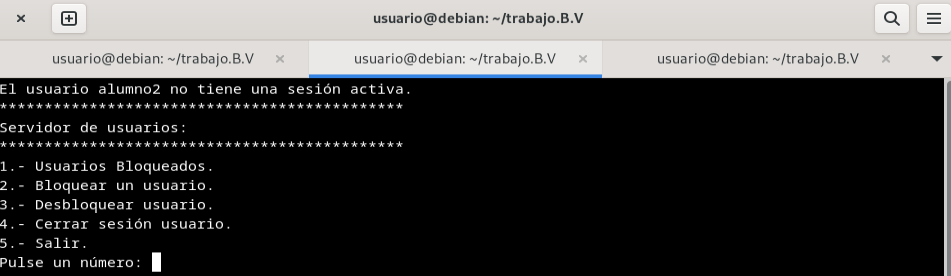 usuario@debian: ~/trabajo.B.V
usuario@debian: ~/trabajo.B.V
usuario@debian: ~/trabajo.B.V
usuario@debian: ~/trabajo.B.V
El usuario alumno2 no tiene una sesión activa.
*********************************************
Servidor de usuarios:
*********************************************
1.- Usuarios Bloqueados.
2.- Bloquear un usuario.
3.- Desbloquear usuario.
4.- Cerrar sesión usuario.
5.- Salir.
Pulse un número: